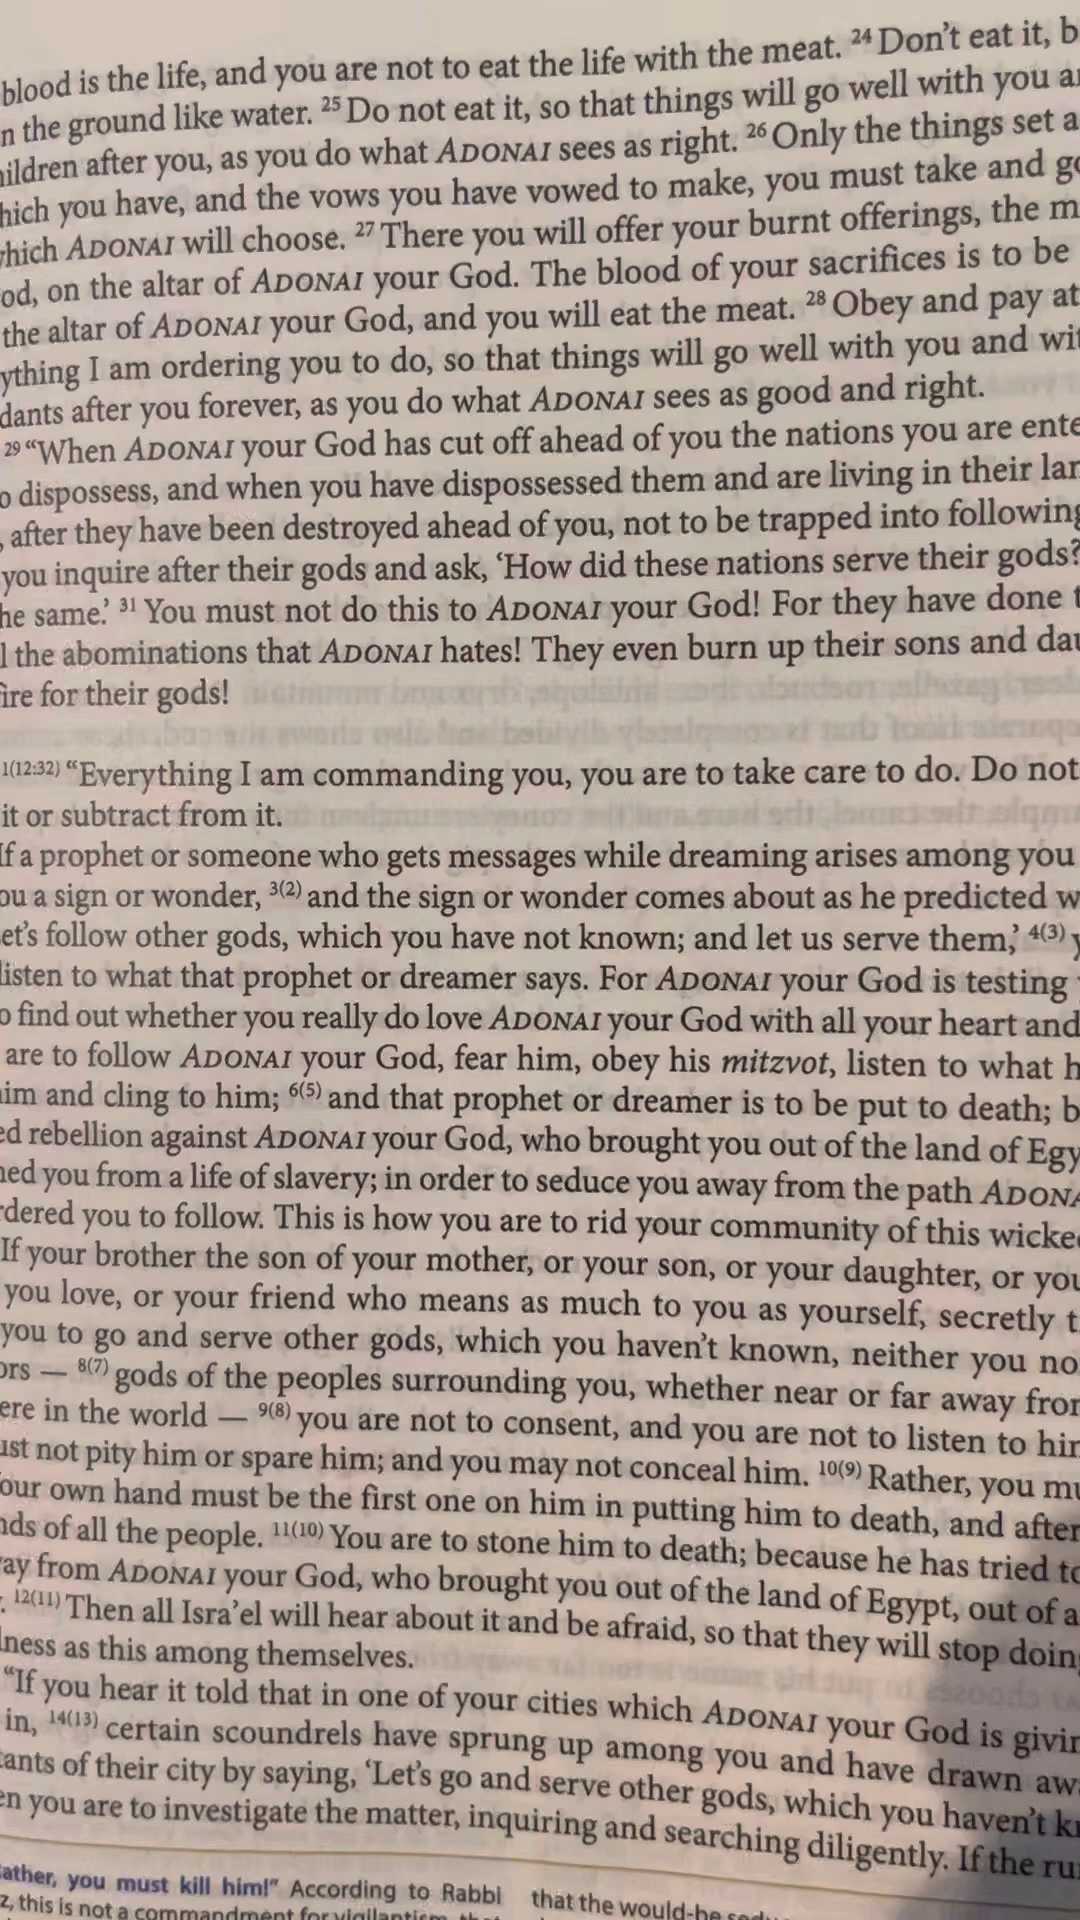 blood is the life, and you are not to eat the life with the meat. 24 Don't eat it, b
n the ground like water. 25 Do not eat it, so that things will go well with you a
ildren after you, as you do what ADONAI sees as right. 26 Only the things set a
hich you have, and the vows you have vowed to make, you must take and go
which ADONAI will choose. 27 There you will offer your burnt offerings, the m
od, on the altar of ADONAI your God. The blood of your sacrifices is to be
the altar of ADONAI your God, and you will eat the meat. 28 Obey and pay at
ything I am ordering you to do, so that things will go well with you and wit
dants after you forever, as you do what ADONAI sees as good and right.
29 “When ADONAI your God has cut off ahead of you the nations you are ente
o dispossess, and when you have dispossessed them and are living in their lan
, after they have been destroyed ahead of you, not to be trapped into following
you inquire after their gods and ask, ‘How did these nations serve their gods?
he same.’ 31 You must not do this to ADONAI your God! For they have done t
l the abominations that ADONAI hates! They even burn up their sons and dau
fire for their gods!
1(12:32) “Everything I am commanding you, you are to take care to do. Do not
it or subtract from it.
If a prophet or someone who gets messages while dreaming arises among you
ou a sign or wonder, 3(2) and the sign or wonder comes about as he predicted w
et's follow other gods, which you have not known; and let us serve them,’ 4(3) y
listen to what that prophet or dreamer says. For ADONAI your God is testing
o find out whether you really do love ADONAI your God with all your heart and
are to follow ADONAI your God, fear him, obey his mitzvot, listen to what h
im and cling to him; 6(5) and that prophet or dreamer is to be put to death; b
ed rebellion against ADONAI your God, who brought you out of the land of Egy
ned you from a life of slavery; in order to seduce you away from the path ADONA
rdered you to follow. This is how you are to rid your community of this wicke
If your brother the son of your mother, or your son, or your daughter, or you
you love, or your friend who means as much to you as yourself, secretly t
you to go and serve other gods, which you haven't known, neither you no
ors — 8(7) gods of the peoples surrounding you, whether near or far away from
ere in the world — 9(8) you are not to consent, and you are not to listen to him
ust not pity him or spare him; and you may not conceal him. 10(9) Rather, you mu
our own hand must be the first one on him in putting him to death, and after
nds of all the people. 11(10) You are to stone him to death; because he has tried to
ay from ADONAI your God, who brought you out of the land of Egypt, out of a
. 12(11) Then all Isra'el will hear about it and be afraid, so that they will stop doing
lness as this among themselves.
“If you hear it told that in one of your cities which ADONAI your God is givin
in, 14(13) certain scoundrels have sprung up among you and have drawn awa
tants of their city by saying, ‘Let's go and serve other gods, which you haven't kn
en you are to investigate the matter, inquiring and searching diligently. If the ru
ather, you must kill him!” According to Rabbi
z, this is not a commandment for vigilantism, that
that the would-be